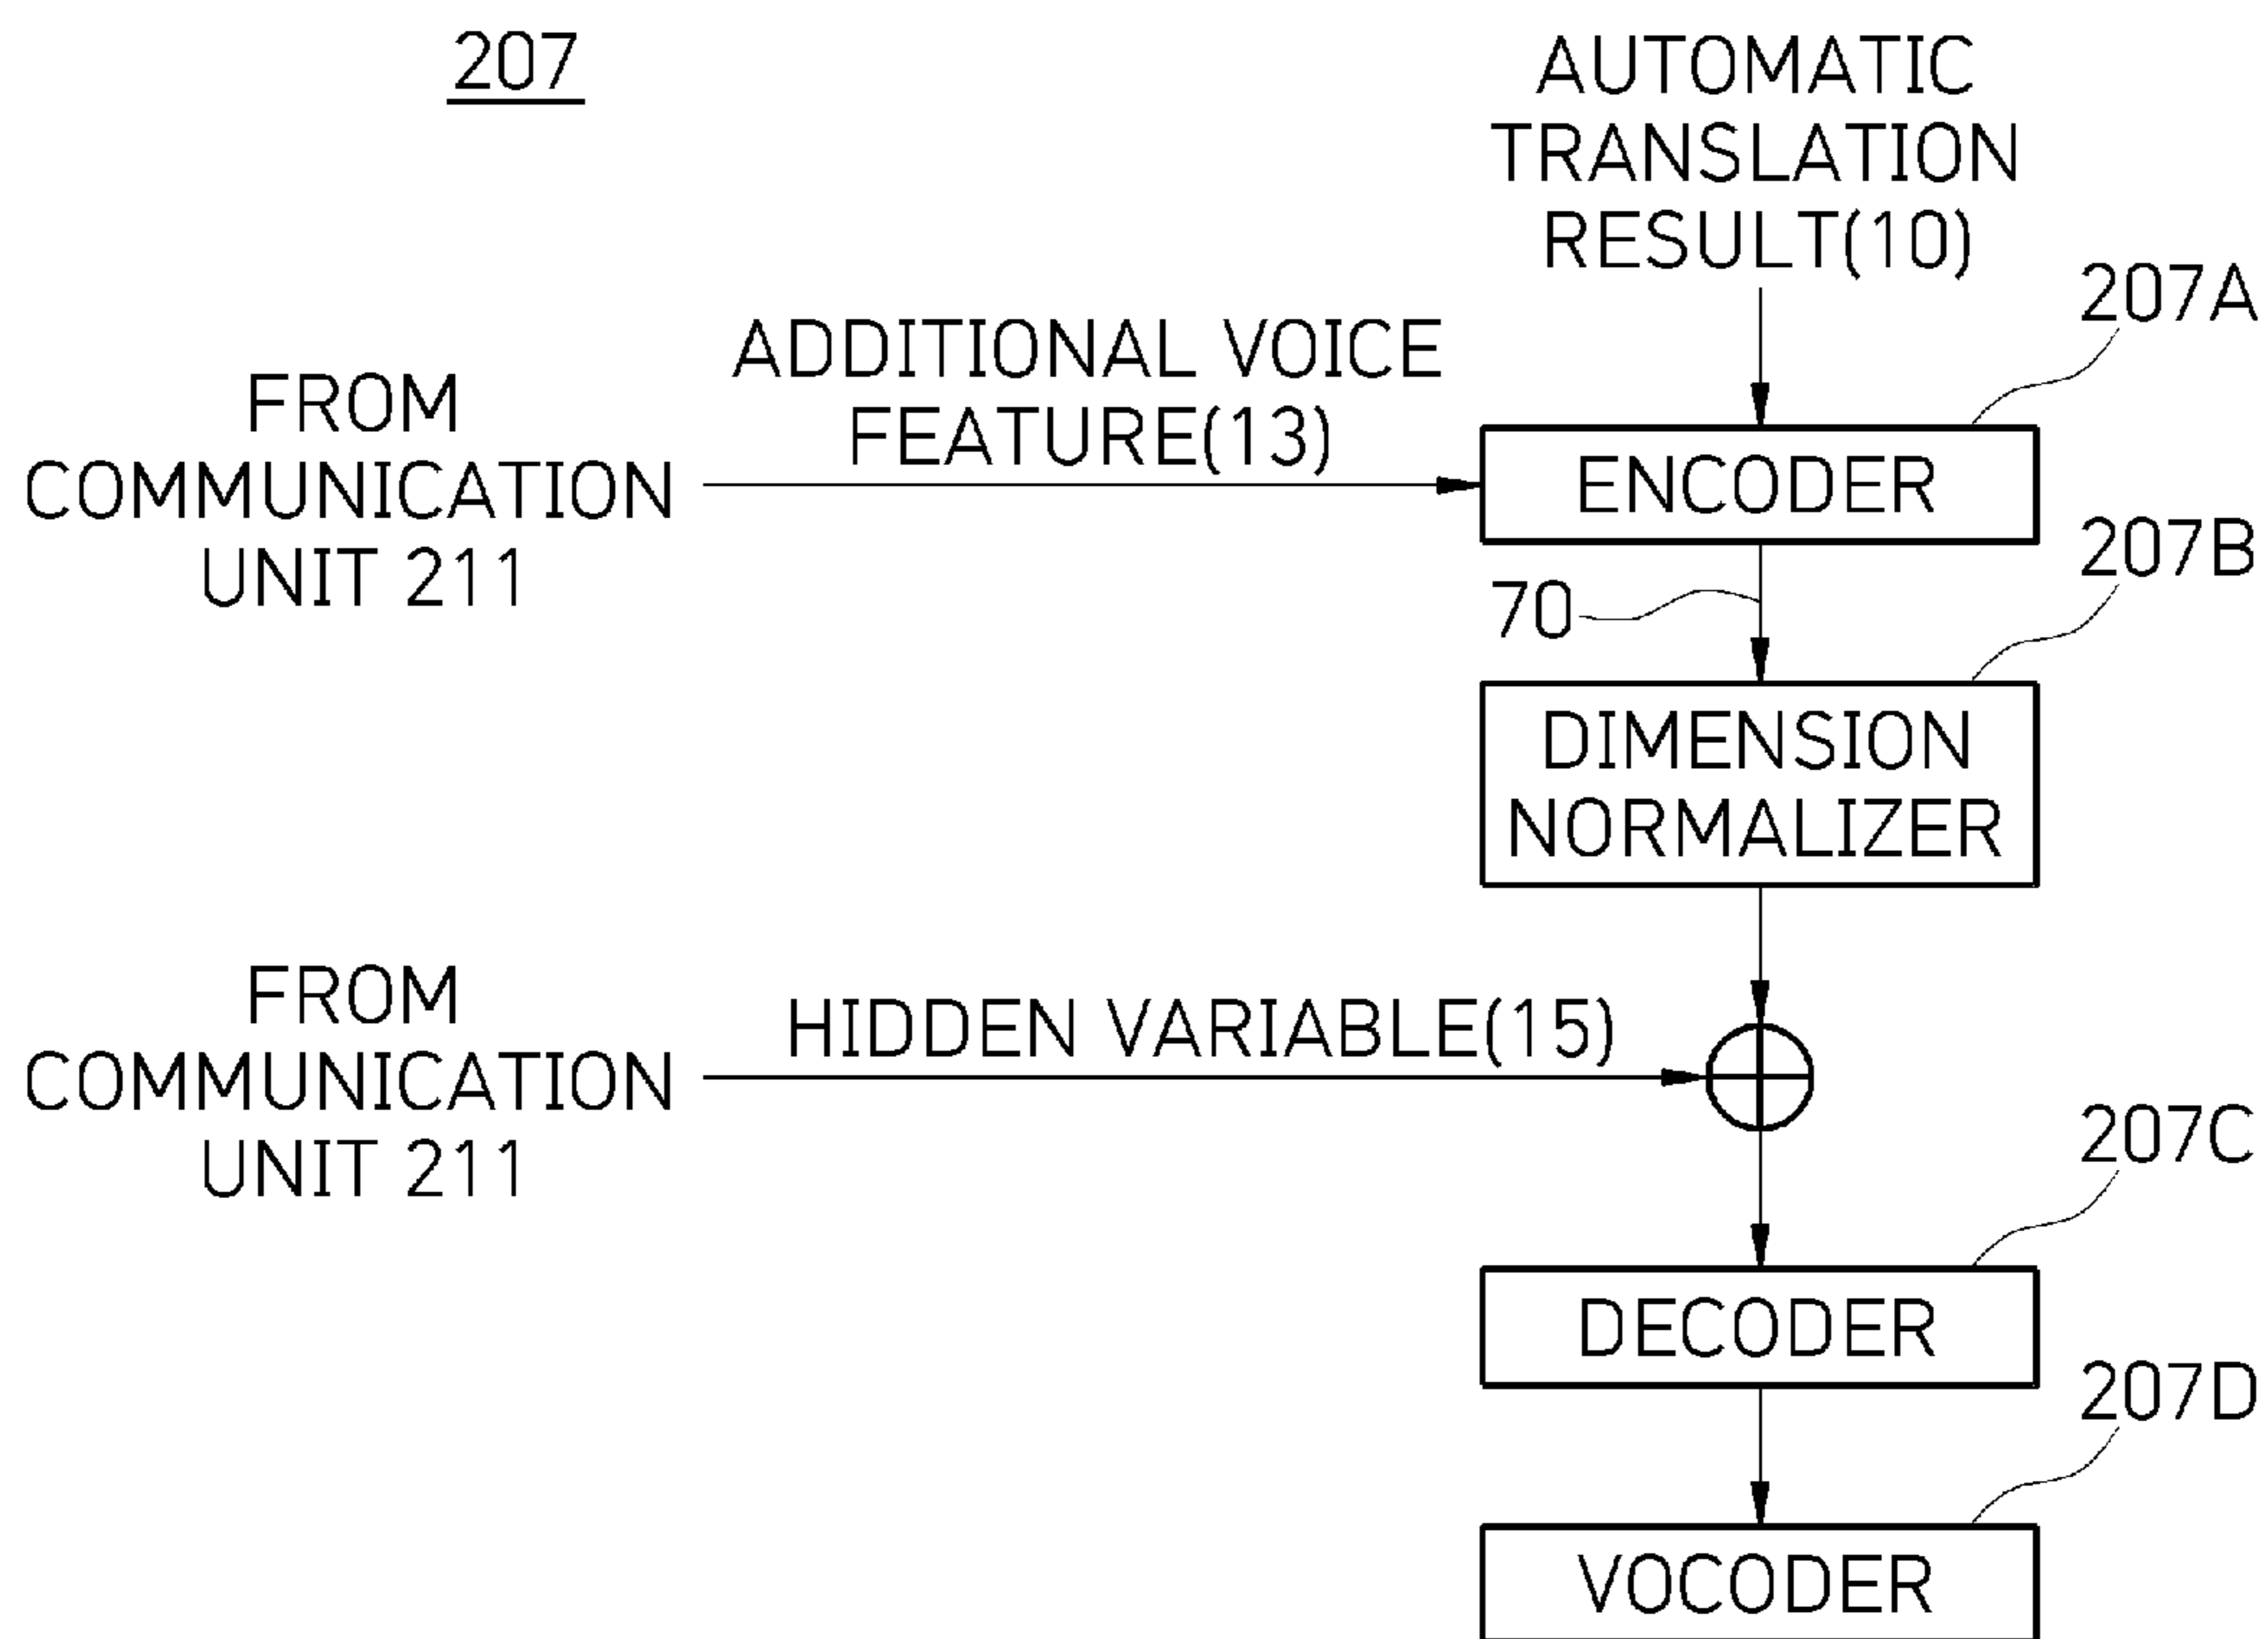 207
AUTOMATIC
TRANSLATION
RESULT(10)
207A
ADDITIONAL VOICE
FEATURE(13)
FROM
COMMUNICATION
UNIT 211
ENCODER
207B
70
DIMENSION
NORMALIZER
FROM
COMMUNICATION
UNIT 211
HIDDEN VARIABLE(15)
207C
DECODER
207D
VOCODER